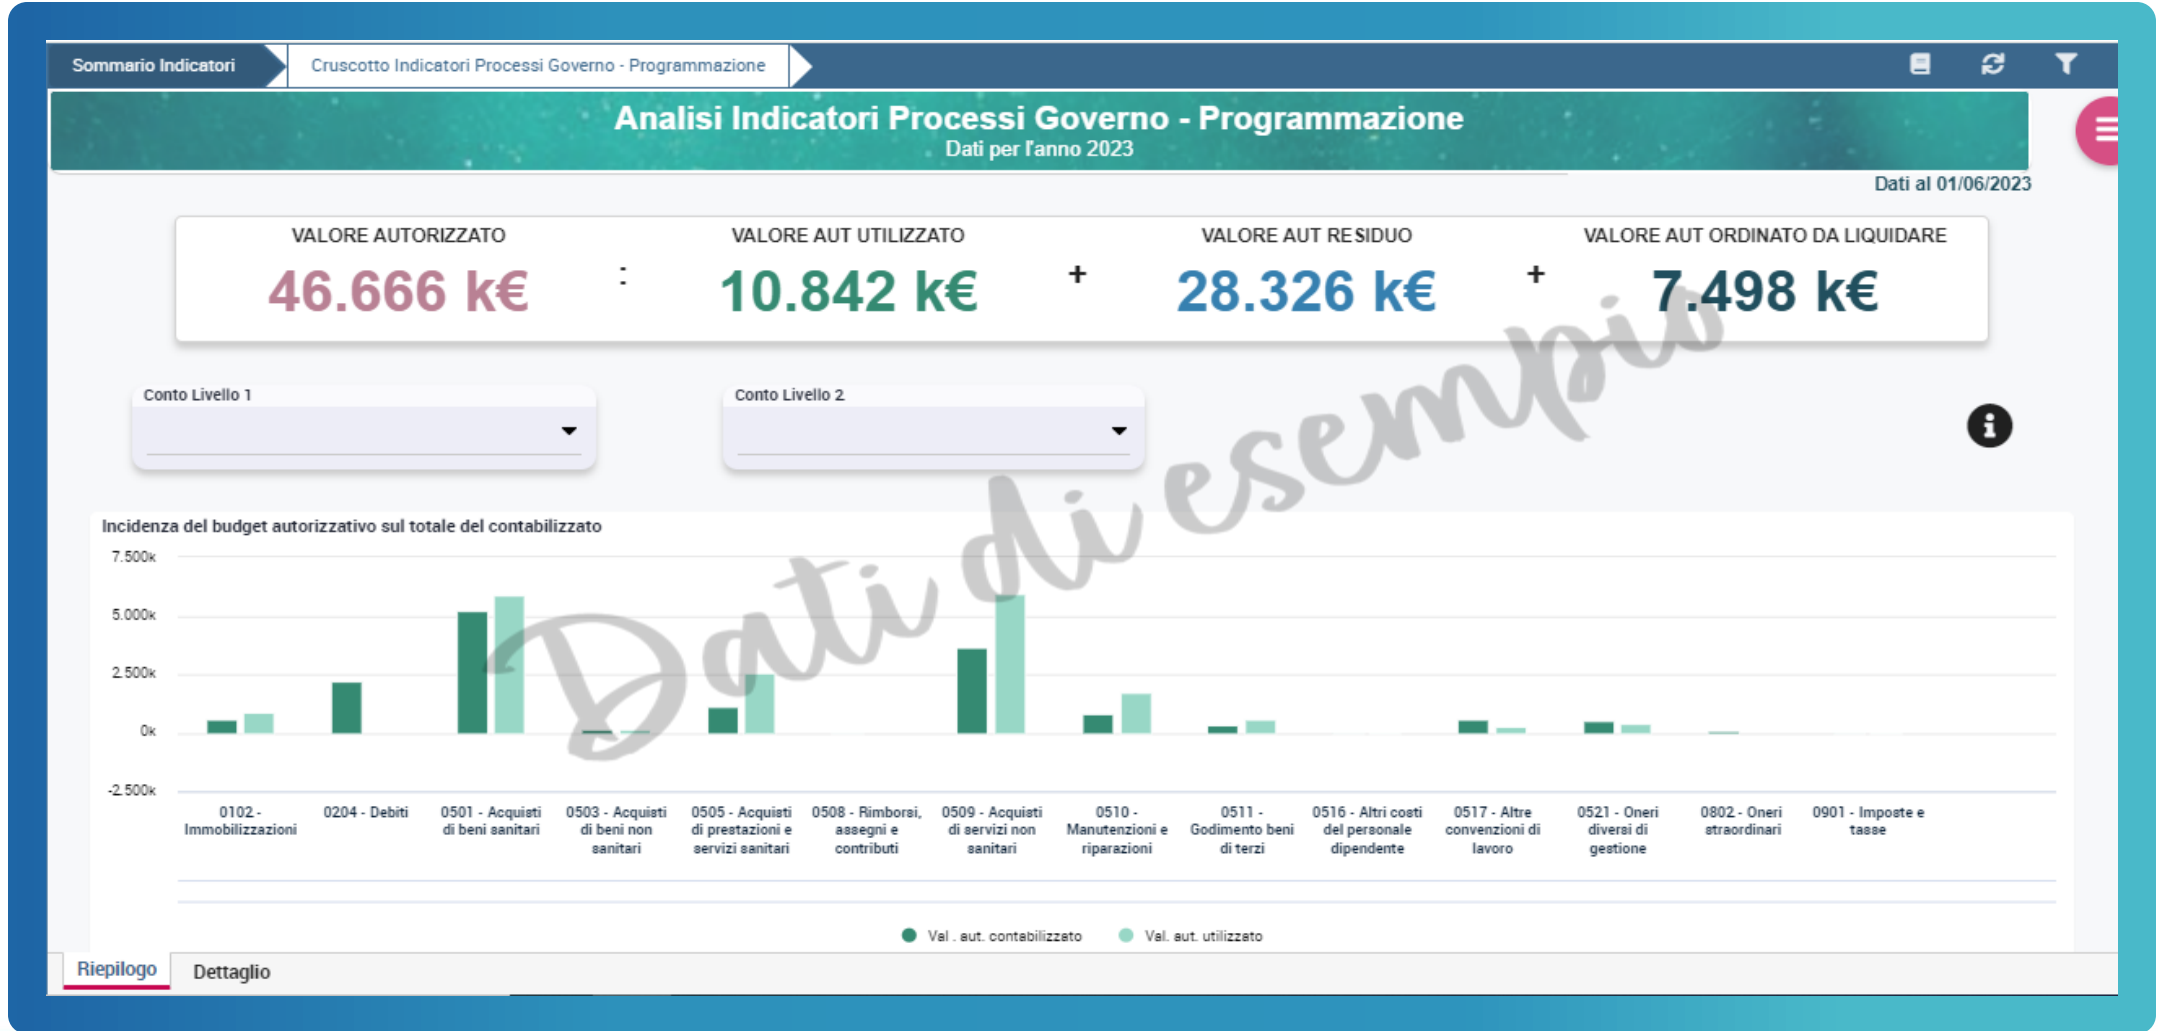 Sommario Indicatori
Cruscotto Indicatori Processi Governo - Programmazione
Analisi Indicatori Processi Governo - Programmazione
Dati per l'anno 2023
Dati al 01/06/2023
VALORE AUTORIZZATO
46.666 k€
:
VALORE AUT UTILIZZATO
10.842 k€
+
VALORE AUT RESIDUO
28.326 k€
+
VALORE AUT ORDINATO DA LIQUIDARE
7.498 k€
Conto Livello 1
Conto Livello 2
Dati di esempio
Incidenza del budget autorizzativo sul totale del contabilizzato
7.500k
5.000k
2.500k
0k
-2.500k
0102 -
Immobilizzazioni
0204 - Debiti
0501 - Acquisti
di beni sanitari
0503 - Acquisti
di beni non
sanitari
0505 - Acquisti
di prestazioni e
servizi sanitari
0508 - Rimborsi,
assegni e
contributi
0509 - Acquisti
di servizi non
sanitari
0510 -
Manutenzioni e
riparazioni
0511 -
Godimento beni
di terzi
0516 - Altri costi
del personale
dipendente
0517 - Altre
convenzioni di
lavoro
0521 - Oneri
diversi di
gestione
0802 - Oneri
straordinari
0901 - Imposte e
tasse
Val . aut. contabilizzato
Val. aut. utilizzato
Riepilogo
Dettaglio